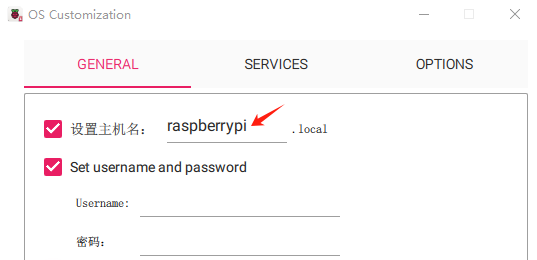 OS Customization
GENERAL SERVICES OPTIONS
设置主机名： raspberrypi .local
Set username and password
Username:
密码：